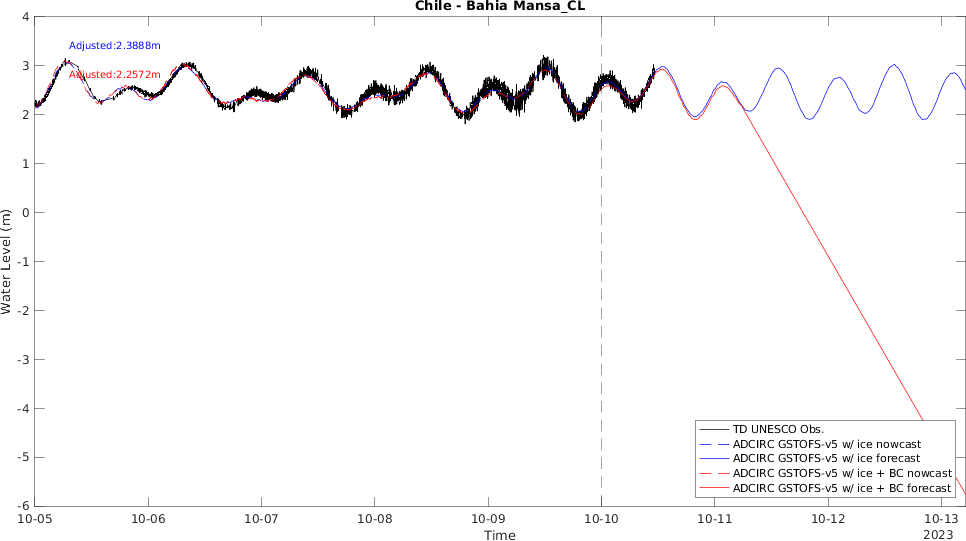 Chile - Bahia Mansa_CL
Adjusted:2.3888m
Adjusted:2.2572m
4
3
2
1
0
-1
-2
-3
-4
-5
-6
Water Level (m)
TD UNESCO Obs.
ADCIRC GSTOFS-v5 w/ ice nowcast
ADCIRC GSTOFS-v5 w/ ice forecast
ADCIRC GSTOFS-v5 w/ ice + BC nowcast
ADCIRC GSTOFS-v5 w/ ice + BC forecast
10-05 10-06 10-07 10-08 10-09 10-10 10-11 10-12 10-13
Time
2023